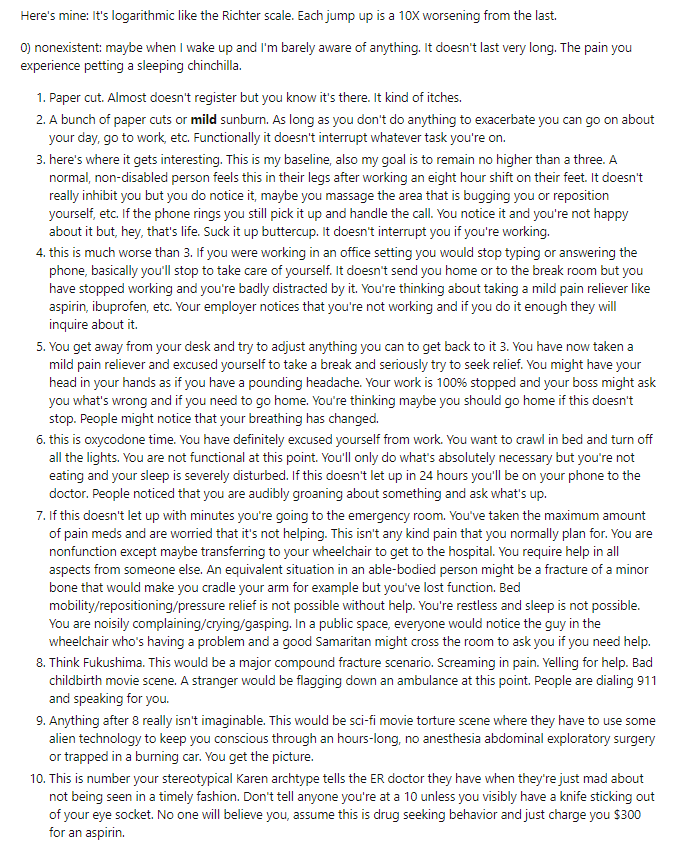 Here's mine: It's logarithmic like the Richter scale. Each jump up is a 10X worsening from the last.
0) nonexistent: maybe when I wake up and I'm barely aware of anything. It doesn't last very long. The pain you
experience petting a sleeping chinchilla.
1. Paper cut. Almost doesn't register but you know it's there. It kind of itches.
2. A bunch of paper cuts or mild sunburn. As long as you don't do anything to exacerbate you can go on about
your day, go to work, etc. Functionally it doesn't interrupt whatever task you're on.
3. here's where it gets interesting. This is my baseline, also my goal is to remain no higher than a three. A
normal, non-disabled person feels this in their legs after working an eight hour shift on their feet. It doesn't
really inhibit you but you do notice it, maybe you massage the area that is bugging you or reposition
yourself, etc. If the phone rings you still pick it up and handle the call. You notice it and you're not happy
about it but, hey, that's life. Suck it up buttercup. It doesn't interrupt you if you're working.
4. this is much worse than 3. If you were working in an office setting you would stop typing or answering the
phone, basically you'll stop to take care of yourself. It doesn't send you home or to the break room but you
have stopped working and you're badly distracted by it. You're thinking about taking a mild pain reliever like
aspirin, ibuprofen, etc. Your employer notices that you're not working and if you do it enough they will
inquire about it.
5. You get away from your desk and try to adjust anything you can to get back to it 3. You have now taken a
mild pain reliever and excused yourself to take a break and seriously try to seek relief. You might have your
head in your hands as if you have a pounding headache. Your work is 100% stopped and your boss might ask
you what's wrong and if you need to go home. You're thinking maybe you should go home if this doesn't
stop. People might notice that your breathing has changed.
6. this is oxycodone time. You have definitely excused yourself from work. You want to crawl in bed and turn off
all the lights. You are not functional at this point. You'll only do what's absolutely necessary but you're not
eating and your sleep is severely disturbed. If this doesn't let up in 24 hours you'll be on your phone to the
doctor. People noticed that you are audibly groaning about something and ask what's up.
7. If this doesn't let up with minutes you're going to the emergency room. You've taken the maximum amount
of pain meds and are worried that it's not helping. This isn't any kind pain that you normally plan for. You are
nonfunction except maybe transferring to your wheelchair to get to the hospital. You require help in all
aspects from someone else. An equivalent situation in an able-bodied person might be a fracture of a minor
bone that would make you cradle your arm for example but you've lost function. Bed
mobility/repositioning/pressure relief is not possible without help. You're restless and sleep is not possible.
You are noisily complaining/crying/gasping. In a public space, everyone would notice the guy in the
wheelchair who's having a problem and a good Samaritan might cross the room to ask you if you need help.
8. Think Fukushima. This would be a major compound fracture scenario. Screaming in pain. Yelling for help. Bad
childbirth movie scene. A stranger would be flagging down an ambulance at this point. People are dialing 911
and speaking for you.
9. Anything after 8 really isn't imaginable. This would be sci-fi movie torture scene where they have to use some
alien technology to keep you conscious through an hours-long, no anesthesia abdominal exploratory surgery
or trapped in a burning car. You get the picture.
10. This is number your stereotypical Karen archtype tells the ER doctor they have when they're just mad about
not being seen in a timely fashion. Don't tell anyone you're at a 10 unless you visibly have a knife sticking out
of your eye socket. No one will believe you, assume this is drug seeking behavior and just charge you $300
for an aspirin.